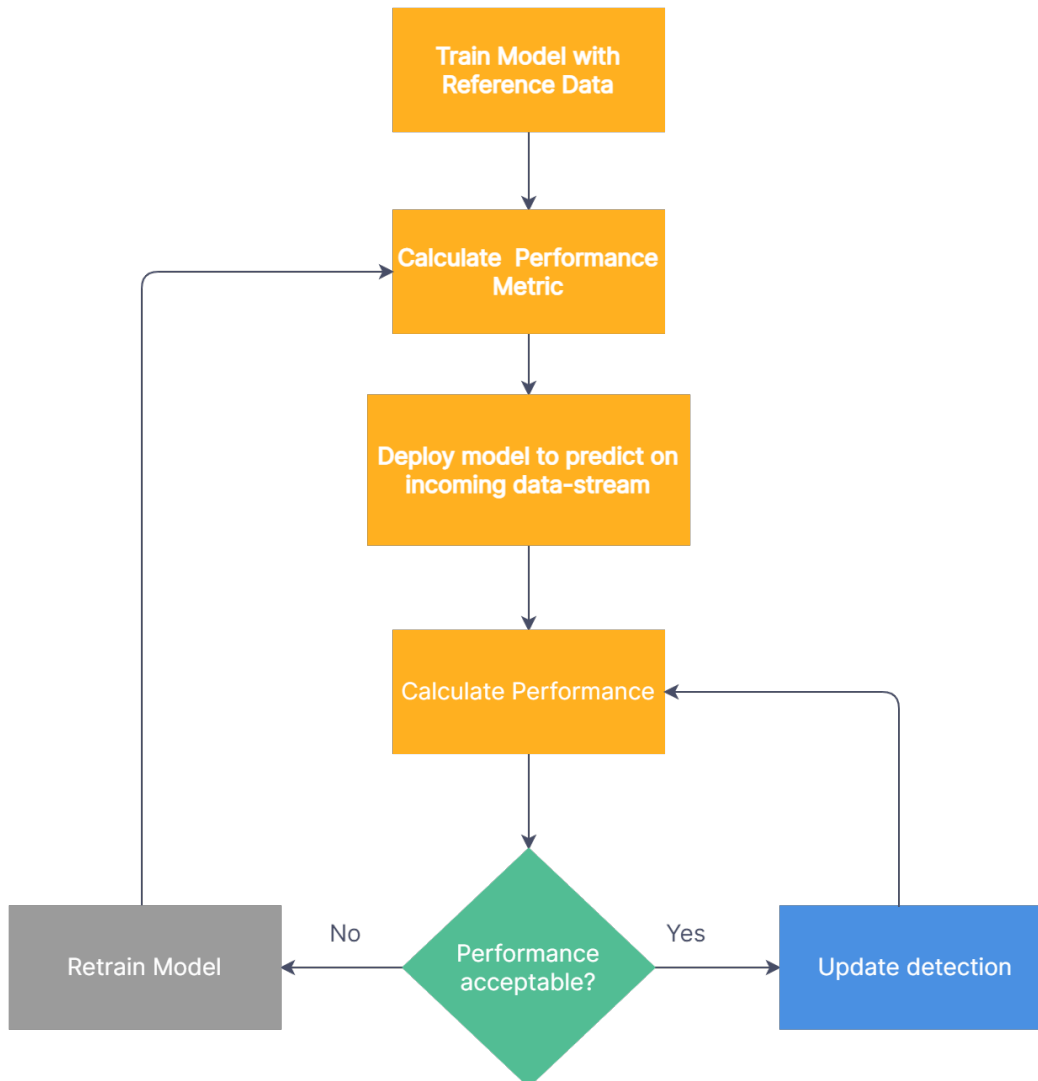 Train Model with
Reference Data
Calculate  Performance
Metric
Deploy model to predict on
incoming data-stream
Calculate Performance
No
Yes
Retrain Model
Performance
acceptable?
Update detection